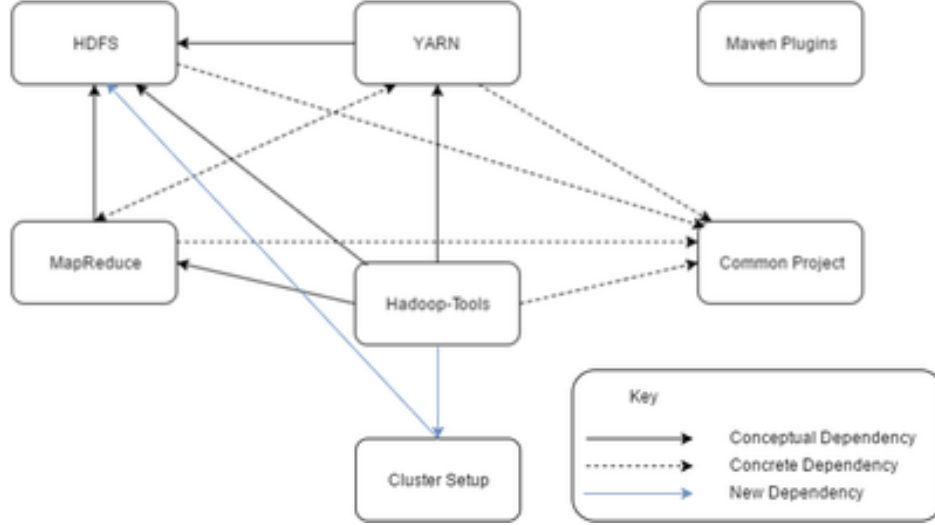 HDFS
YARN
Maven Plugins
MapReduce
Common Project
Hadoop-Tools
Key
Conceptual Dependency
Concrete Dependency
New Dependency
Cluster Setup